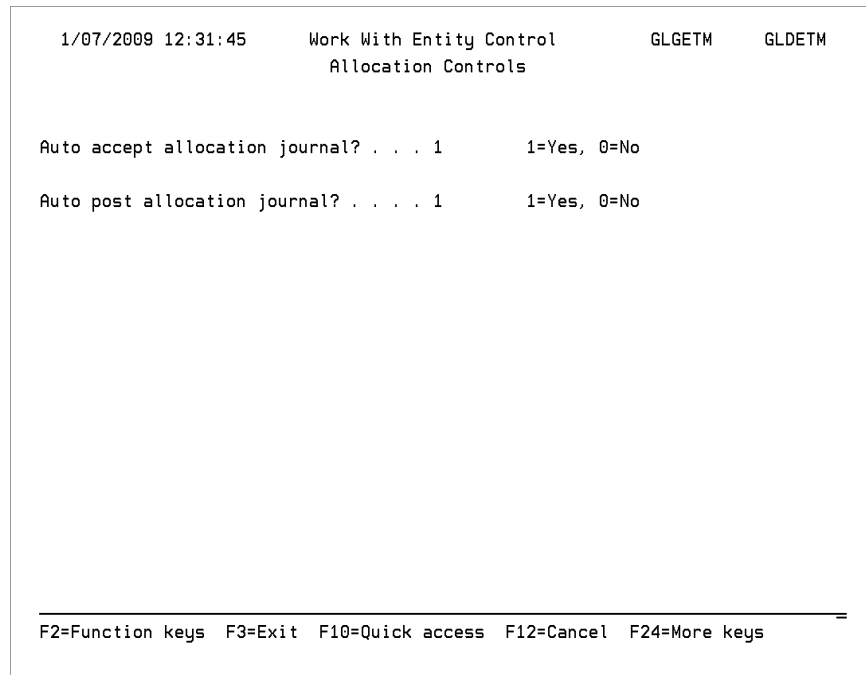 1/07/2009 12:31:45 Work With Entity Control GLGETM GLDETM
Allocation Controls
Auto accept allocation journal? . . . 1 1=Yes, 0=No
Auto post allocation journal? . . . . 1 1=Yes, 0=No
F2=Function keys F3=Exit F10=Quick access F12=Cancel F24=More keys